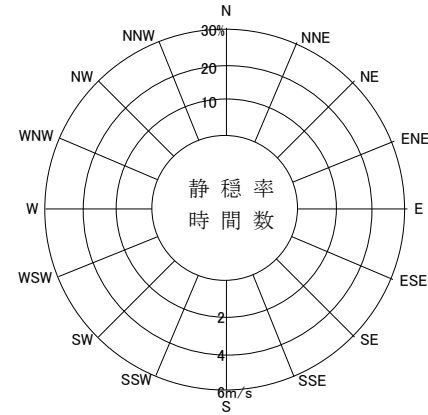 N
NNW
30%
NNE
NW
20
NE
10
WNW
ENE
静穏率
W
時間数
E
WSW
ESE
2
SW
4
SE
SSW
6m/s
SSE
S